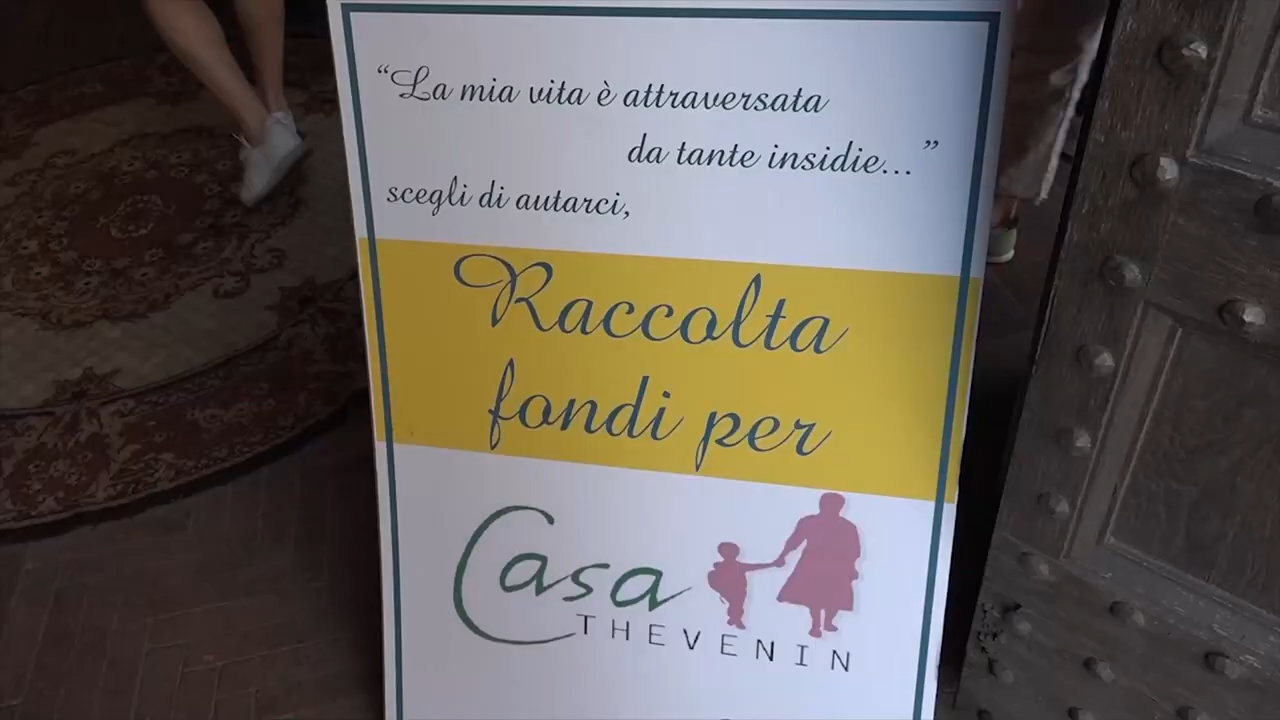 “La mia vita è attraversata
da tante insidie...”
scegli di autarci,
Raccolta
fondi per
Casa
THEVENIN